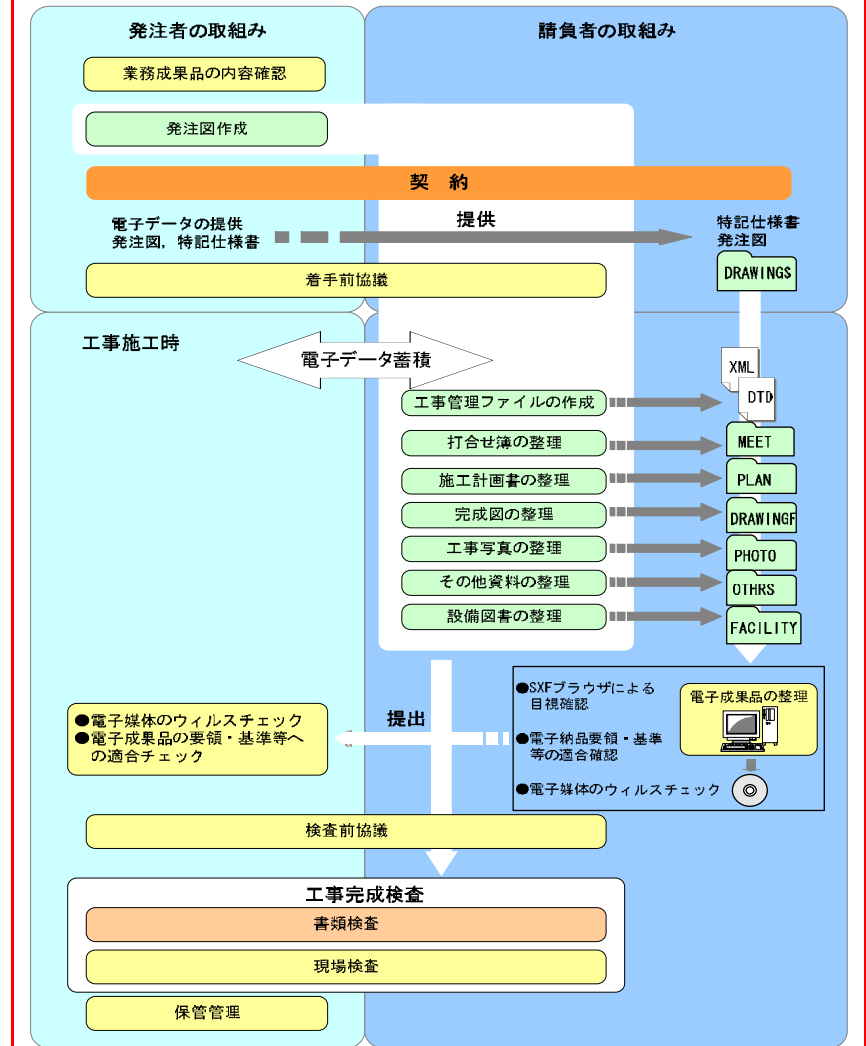 発注者の取組み
請負者の取組み
業務成果品の内容確認
発注図作成
契 約
電子データの提供
発注図，特記仕様書
提供
特記仕様書
発注図
DRAWINGS
着手前協議
工事施工時
電子データ蓄積
XML
DTD
工事管理ファイルの作成
打合せ簿の整理
MEET
施工計画書の整理
PLAN
完成図の整理
DRAWINGF
工事写真の整理
PHOTO
その他資料の整理
OTHRS
設備図書の整理
FACILITY
●SXFブラウザによる
目視確認
●電子納品要領・基準
等の適合確認
●電子媒体のウィルスチェック
電子成果品の整理
提出
●電子媒体のウィルスチェック
●電子成果品の要領・基準等へ
の適合チェック
検査前協議
工事完成検査
書類検査
現場検査
保管管理